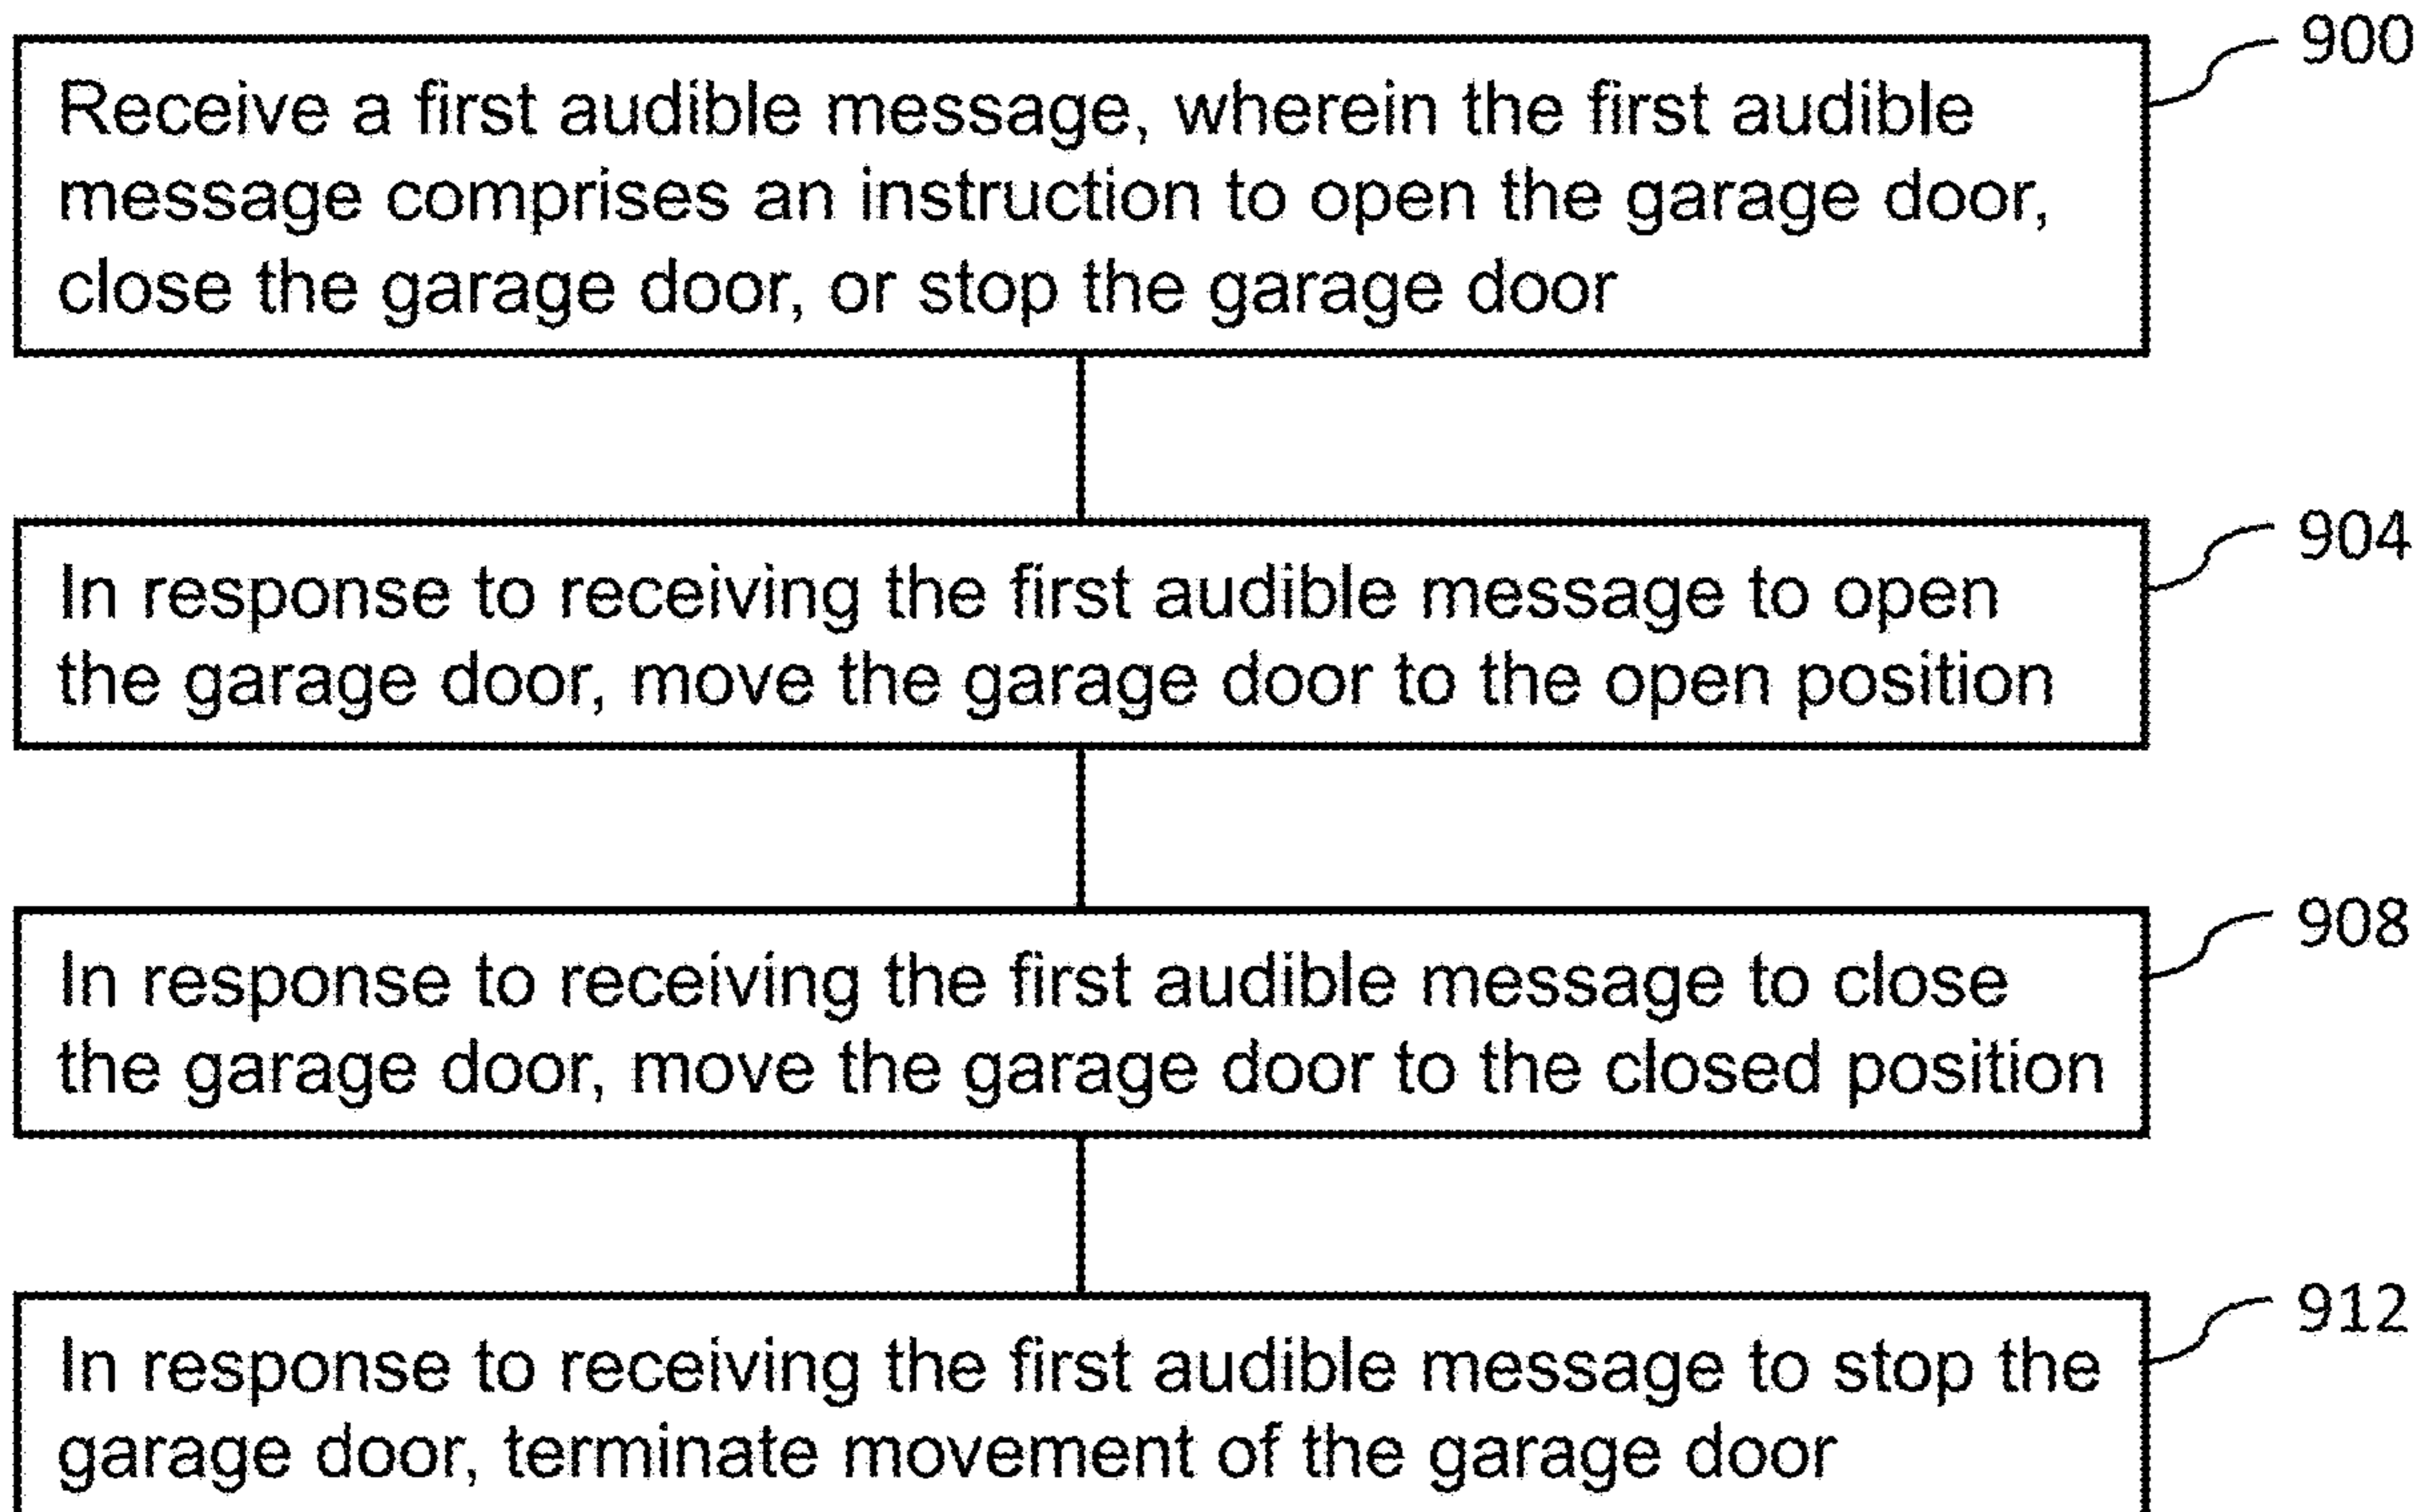 900
Receive a first audible message, wherein the first audible
message comprises an instruction to open the garage door,
close the garage door, or stop the garage door
904
In response to receiving the first audible message to open
the garage door, move the garage door to the open position
908
In response to receiving the first audible message to close
the garage door, move the garage door to the closed position
912
In response to receiving the first audible message to stop the
garage door, terminate movement of the garage door